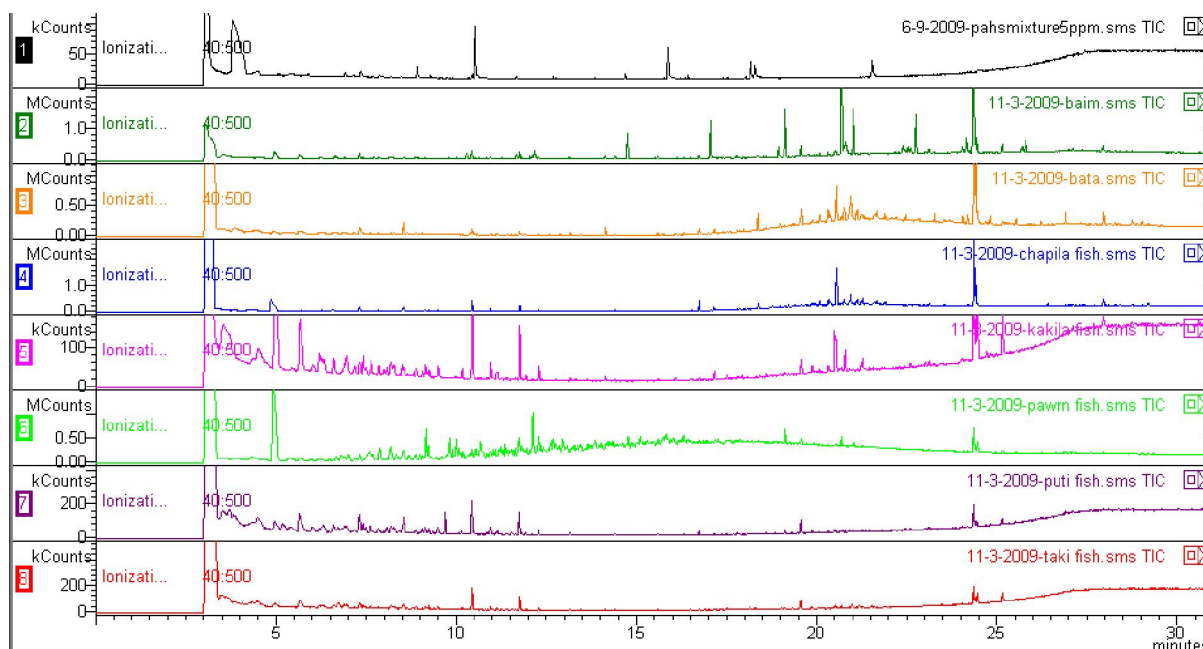 kCounts
1
Ionizati... 40:500
6-9-2009-pahsmixture5ppm.sms TIC
50
0
MCounts
2
Ionizati... 40:500
11-3-2009-baim.sms TIC
1.0
0.0
MCounts
3
Ionizati... 40:500
11-3-2009-bata.sms TIC
0.50
0.00
MCounts
4
Ionizati... 40:500
11-3-2009-chapila fish.sms TIC
1.0
0.0
kCounts
5
Ionizati... 40:500
11-3-2009-kakila fish.sms TIC
100
0
MCounts
6
Ionizati... 40:500
11-3-2009-pawrn fish.sms TIC
0.50
0.00
kCounts
7
Ionizati... 40:500
11-3-2009-puti fish.sms TIC
200
0
kCounts
8
Ionizati... 40:500
11-3-2009-taki fish.sms TIC
200
0
5 10 15 20 25 30
minutes